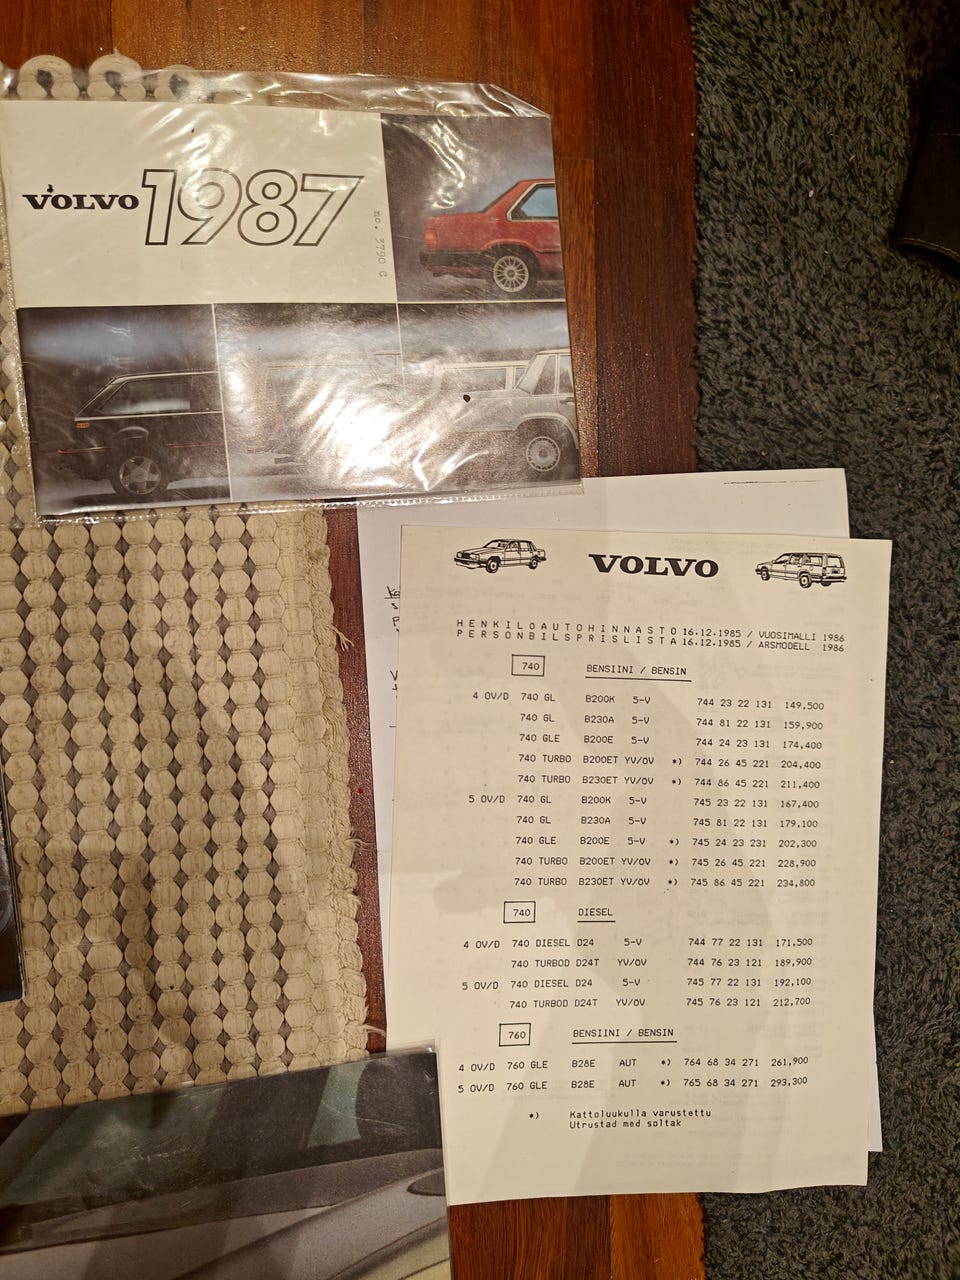 VOLVO 1987
no. 3790 G
VOLVO
HENKILÖAUTOHINNASTO 16.12.1985 / VUOSIMALLI 1986
PERSONBILSPRISLISTA 16.12.1985 / ÅRSMODELL 1986
740 BENSIINI / BENSIN
4 OV/D 740 GL B200K 5-V 744 23 22 131 149,500
740 GL B230A 5-V 744 81 22 131 159,900
740 GLE B200E 5-V 744 24 23 131 174,400
740 TURBO B200ET YV/ÖV *) 744 26 45 221 204,400
740 TURBO B230ET YV/ÖV *) 744 86 45 221 211,400
5 OV/D 740 GL B200K 5-V 745 23 22 131 167,400
740 GL B230A 5-V 745 81 22 131 179,100
740 GLE B200E 5-V *) 745 24 23 231 202,300
740 TURBO B200ET YV/ÖV *) 745 26 45 221 228,900
740 TURBO B230ET YV/ÖV *) 745 86 45 221 234,800
740 DIESEL
4 OV/D 740 DIESEL D24 5-V 744 77 22 131 171,500
740 TURBOD D24T YV/ÖV 744 76 23 121 189,900
5 OV/D 740 DIESEL D24 5-V 745 77 22 131 192,100
740 TURBOD D24T YV/ÖV 745 76 23 121 212,700
760 BENSIINI / BENSIN
4 OV/D 760 GLE B28E AUT *) 764 68 34 271 261,900
5 OV/D 760 GLE B28E AUT *) 765 68 34 271 293,300
*) Kattoluukulla varustettu
Utrustad med soltak